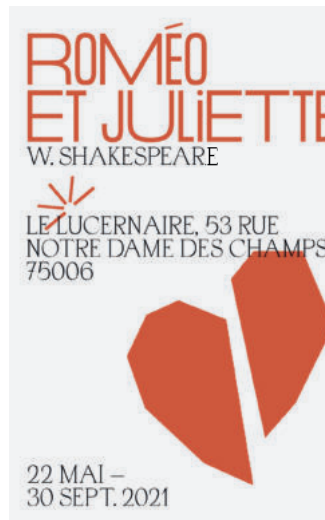 ROMÉO
ET JULIETTE
W. SHAKESPEARE
LE LUCERNAIRE, 53 RUE
NOTRE DAME DES CHAMPS
75006
22 MAI –
30 SEPT. 2021